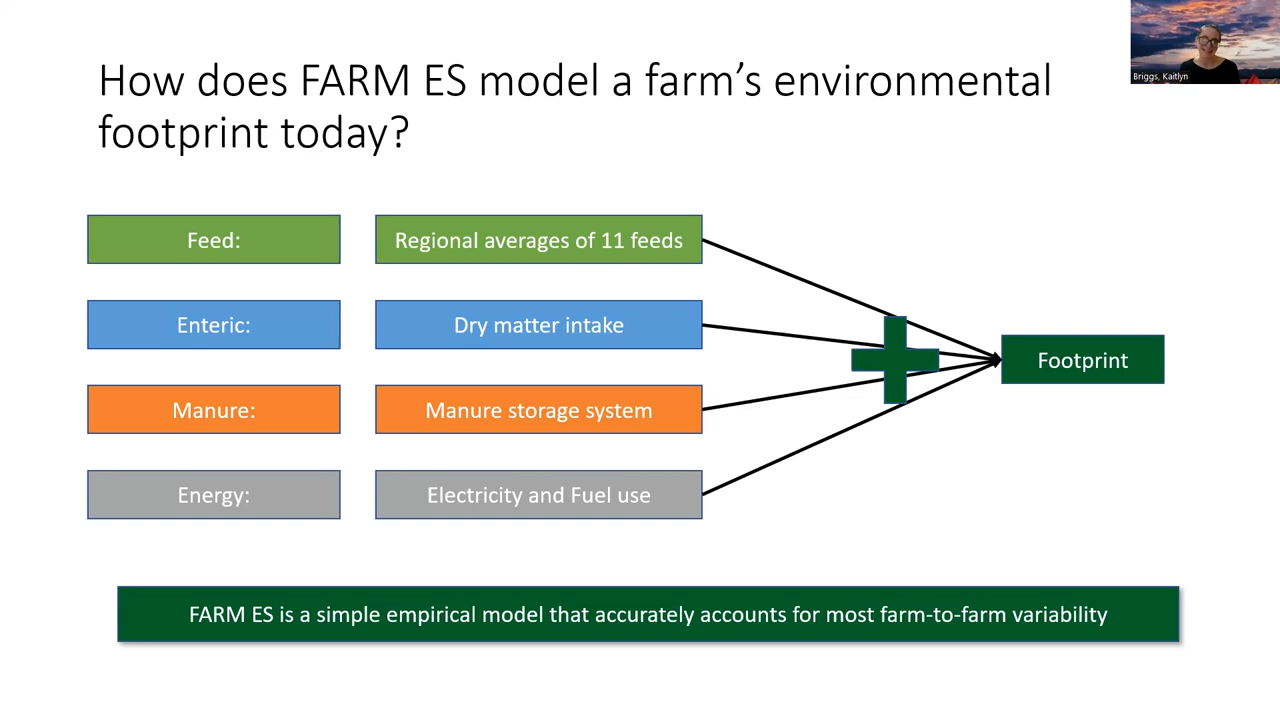 How does FARM ES model a farm's environmental
footprint today?
Briggs, Kaitlyn
Feed:
Regional averages of 11 feeds
Enteric:
Dry matter intake
Manure:
Manure storage system
Energy:
Electricity and Fuel use
Footprint
FARM ES is a simple empirical model that accurately accounts for most farm-to-farm variability